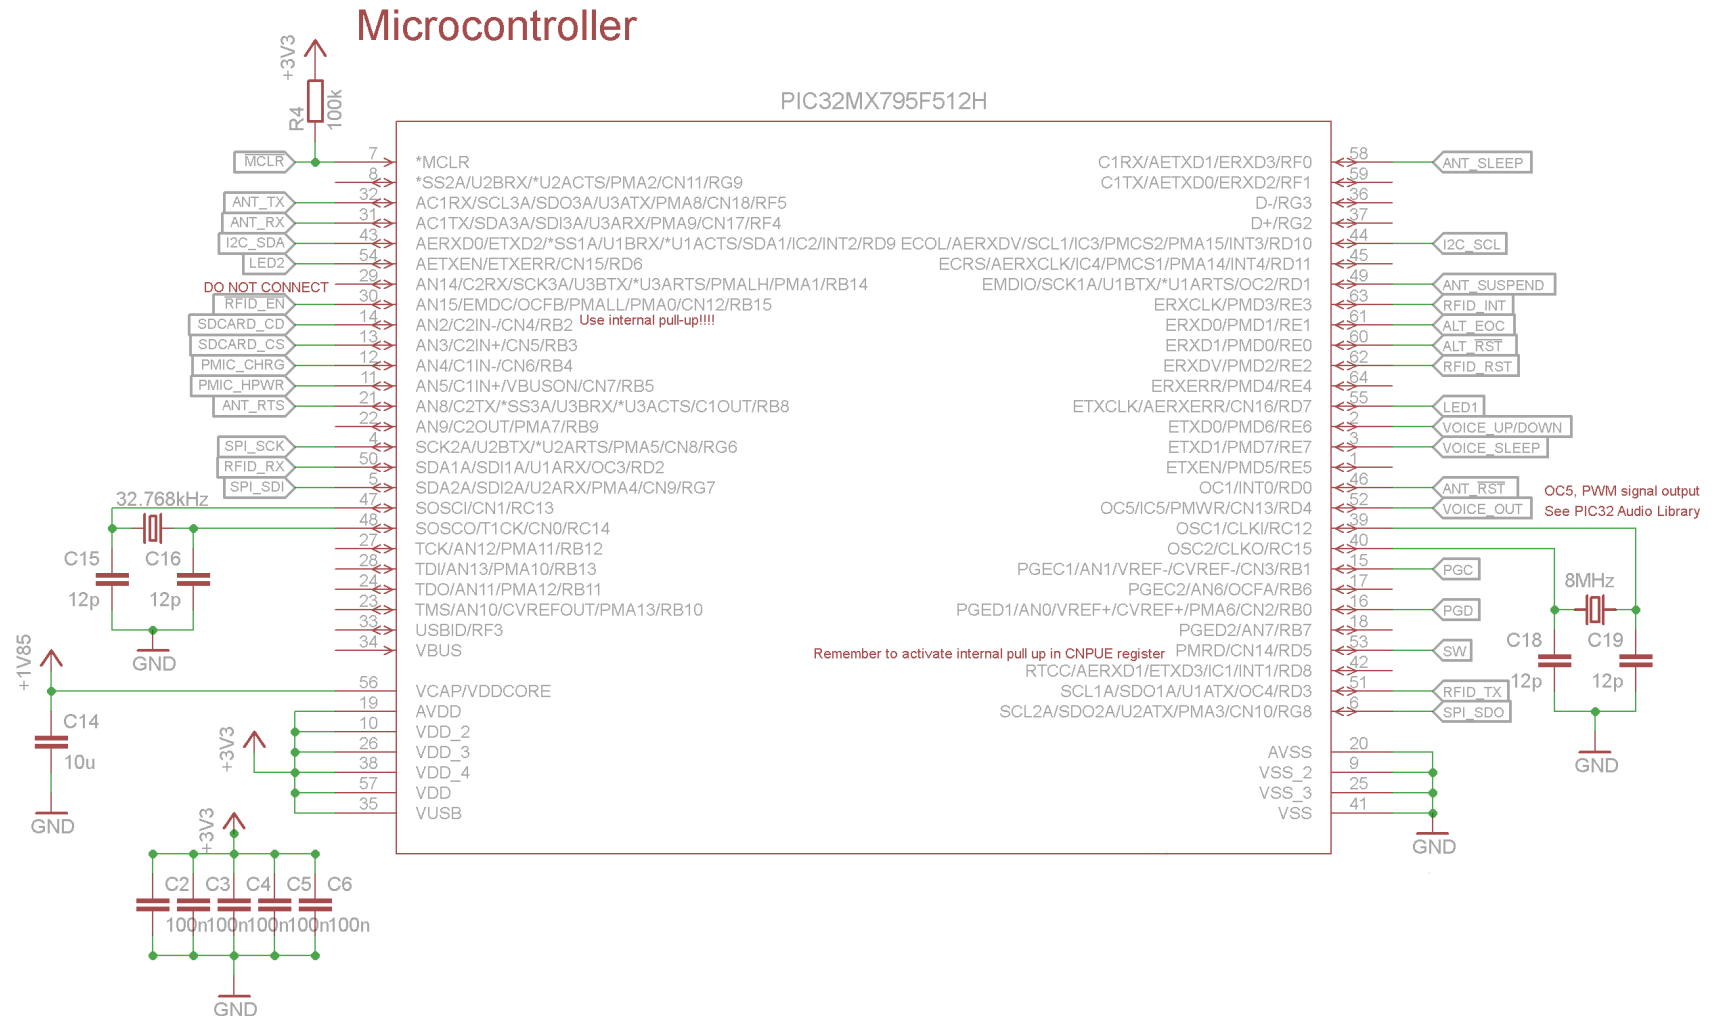 Microcontroller
+3V3
R4
100k
PIC32MX795F512H
MCLR 7 *MCLR
8 *SS2A/U2BRX/*U2ACTS/PMA2/CN11/RG9
ANT_TX 32 AC1RX/SCL3A/SDO3A/U3ATX/PMA8/CN18/RF5
ANT_RX 31 AC1TX/SDA3A/SDI3A/U3ARX/PMA9/CN17/RF4
I2C_SDA 43 AERXD0/ETXD2/*SS1A/U1BRX/*U1ACTS/SDA1/IC2/INT2/RD9
LED2 54 AETXEN/ETXERR/CN15/RD6
DO NOT CONNECT 29 AN14/C2RX/SCK3A/U3BTX/*U3ARTS/PMALH/PMA1/RB14
RFID_EN 30 AN15/EMDC/OCFB/PMALL/PMA0/CN12/RB15
SDCARD_CD 14 AN2/C2IN-/CN4/RB2 Use internal pull-up!!!!
SDCARD_CS 13 AN3/C2IN+/CN5/RB3
PMIC_CHRG 12 AN4/C1IN-/CN6/RB4
PMIC_HPWR 11 AN5/C1IN+/VBUSON/CN7/RB5
ANT_RTS 21 AN8/C2TX/*SS3A/U3BRX/*U3ACTS/C1OUT/RB8
22 AN9/C2OUT/PMA7/RB9
SPI_SCK 4 SCK2A/U2BTX/*U2ARTS/PMA5/CN8/RG6
RFID_RX 50 SDA1A/SDI1A/U1ARX/OC3/RD2
SPI_SDI 5 SDA2A/SDI2A/U2ARX/PMA4/CN9/RG7
32.768kHz
47 SOSCI/CN1/RC13
48 SOSCO/T1CK/CN0/RC14
27 TCK/AN12/PMA11/RB12
28 TDI/AN13/PMA10/RB13
24 TDO/AN11/PMA12/RB11
23 TMS/AN10/CVREFOUT/PMA13/RB10
33 USBID/RF3
34 VBUS
C15 C16
12p 12p
GND
+1V85
56 VCAP/VDDCORE
19 AVDD
10 VDD_2
26 VDD_3
38 VDD_4
57 VDD
35 VUSB
C14
10u
GND
+3V3
+3V3
C2 C3 C4 C5 C6
100n 100n 100n 100n 100n
GND
C1RX/AETXD1/ERXD3/RF0 58 ANT_SLEEP
C1TX/AETXD0/ERXD2/RF1 59
D-/RG3 36
D+/RG2 37
ECOL/AERXDV/SCL1/IC3/PMCS2/PMA15/INT3/RD10 44 I2C_SCL
ECRS/AERXCLK/IC4/PMCS1/PMA14/INT4/RD11 45
EMDIO/SCK1A/U1BTX/*U1ARTS/OC2/RD1 49 ANT_SUSPEND
ERXCLK/PMD3/RE3 63 RFID_INT
ERXD0/PMD1/RE1 61 ALT_EOC
ERXD1/PMD0/RE0 60 ALT_RST
ERXDV/PMD2/RE2 62 RFID_RST
ERXERR/PMD4/RE4 64
ETXCLK/AERXERR/CN16/RD7 55 LED1
ETXD0/PMD6/RE6 2 VOICE_UP/DOWN
ETXD1/PMD7/RE7 3 VOICE_SLEEP
ETXEN/PMD5/RE5 1
OC1/INT0/RD0 46 ANT_RST
OC5/IC5/PMWR/CN13/RD4 52 VOICE_OUT
OC5, PWM signal output
See PIC32 Audio Library
OSC1/CLKI/RC12 39
OSC2/CLKO/RC15 40
PGEC1/AN1/VREF-/CVREF-/CN3/RB1 15 PGC
PGEC2/AN6/OCFA/RB6 17
PGED1/AN0/VREF+/CVREF+/PMA6/CN2/RB0 16 PGD
PGED2/AN7/RB7 18
Remember to activate internal pull up in CNPUE register PMRD/CN14/RD5 53 SW
RTCC/AERXD1/ETXD3/IC1/INT1/RD8 42
SCL1A/SDO1A/U1ATX/OC4/RD3 51 RFID_TX
SCL2A/SDO2A/U2ATX/PMA3/CN10/RG8 6 SPI_SDO
8MHz
C18 C19
12p 12p
GND
AVSS 20
VSS_2 9
VSS_3 25
VSS 41
GND